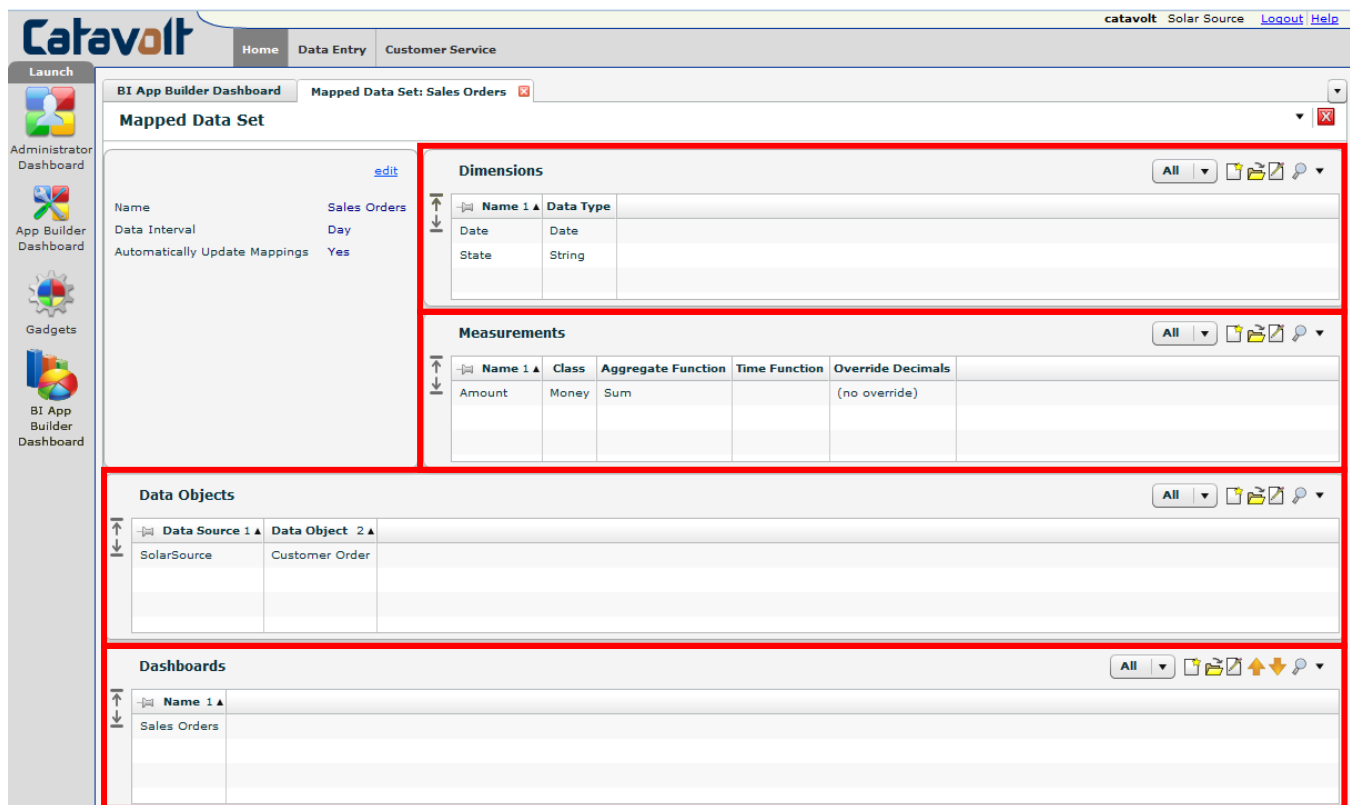 catavolt Solar Source Logout Help
Catavolt
Home Data Entry Customer Service
Launch
Administrator
Dashboard
App Builder
Dashboard
Gadgets
BI App
Builder
Dashboard
BI App Builder Dashboard Mapped Data Set: Sales Orders
Mapped Data Set
edit
Name Sales Orders
Data Interval Day
Automatically Update Mappings Yes
Dimensions All
Name 1 Data Type
Date Date
State String
Measurements All
Name 1 Class Aggregate Function Time Function Override Decimals
Amount Money Sum (no override)
Data Objects All
Data Source 1 Data Object 2
SolarSource Customer Order
Dashboards All
Name 1
Sales Orders